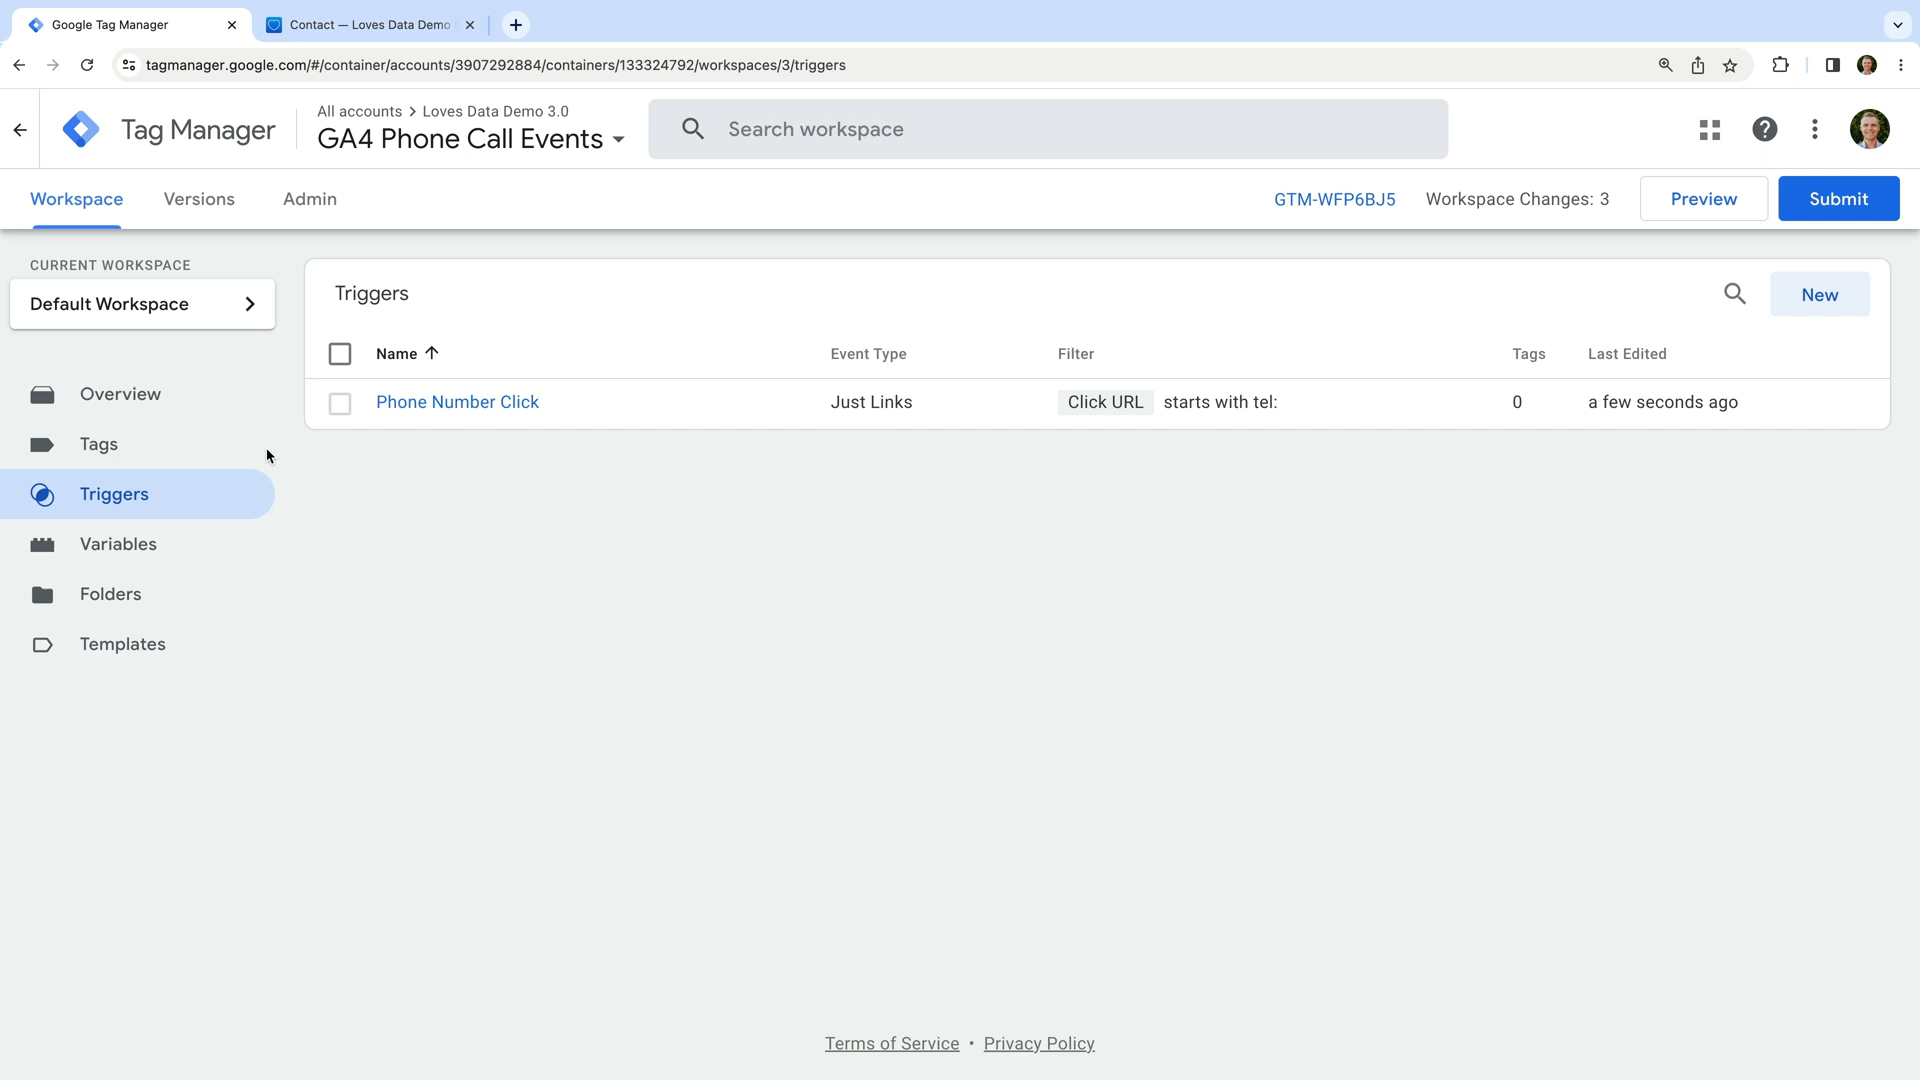 Google Tag Manager
Contact — Loves Data Demo
tagmanager.google.com/#/container/accounts/3907292884/containers/133324792/workspaces/3/triggers
Tag Manager
All accounts > Loves Data Demo 3.0
GA4 Phone Call Events
Search workspace
Workspace
Versions
Admin
GTM-WFP6BJ5
Workspace Changes: 3
Preview
Submit
CURRENT WORKSPACE
Default Workspace
Overview
Tags
Triggers
Variables
Folders
Templates
Triggers
New
Name Event Type Filter Tags Last Edited
Phone Number Click Just Links Click URL starts with tel: 0 a few seconds ago
Terms of Service • Privacy Policy